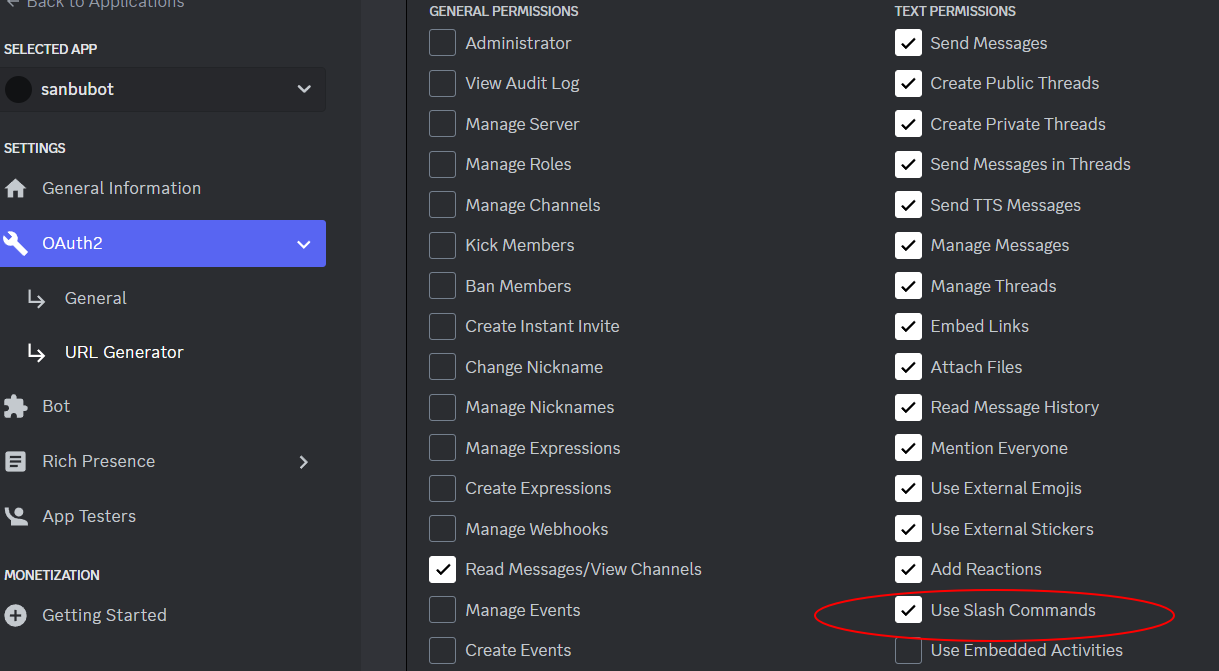 Back to Applications
SELECTED APP
sanbubot
SETTINGS
General Information
OAuth2
General
URL Generator
Bot
Rich Presence
App Testers
MONETIZATION
Getting Started
GENERAL PERMISSIONS
Administrator
View Audit Log
Manage Server
Manage Roles
Manage Channels
Kick Members
Ban Members
Create Instant Invite
Change Nickname
Manage Nicknames
Manage Expressions
Create Expressions
Manage Webhooks
Read Messages/View Channels
Manage Events
Create Events
TEXT PERMISSIONS
Send Messages
Create Public Threads
Create Private Threads
Send Messages in Threads
Send TTS Messages
Manage Messages
Manage Threads
Embed Links
Attach Files
Read Message History
Mention Everyone
Use External Emojis
Use External Stickers
Add Reactions
Use Slash Commands
Use Embedded Activities